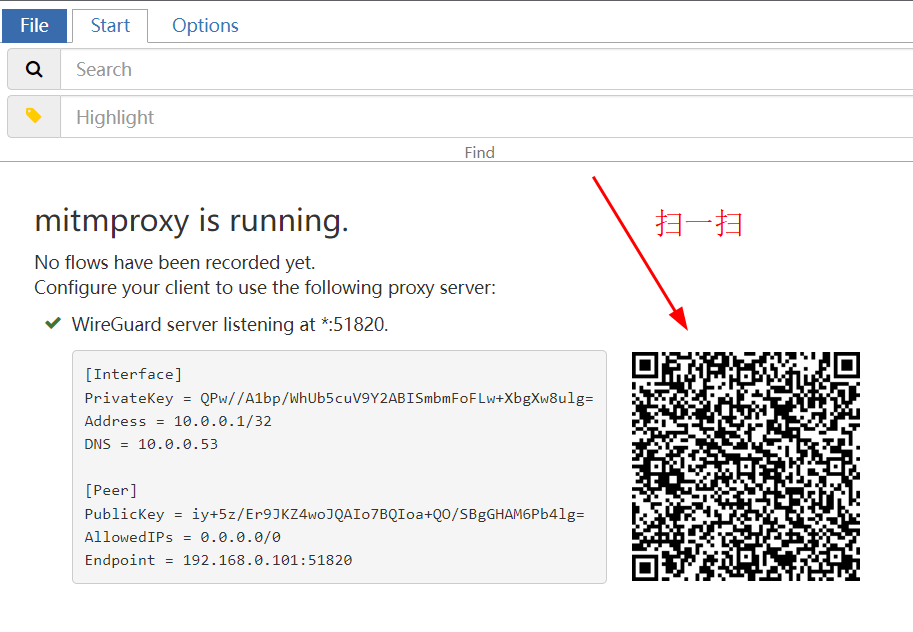 File Start Options
Search
Highlight
Find
mitmproxy is running.
扫一扫
No flows have been recorded yet.
Configure your client to use the following proxy server:
WireGuard server listening at *:51820.
[Interface]
PrivateKey = QPw//A1bp/WhUb5cuV9Y2ABISmbmFoFLw+XbgXw8ulg=
Address = 10.0.0.1/32
DNS = 10.0.0.53
[Peer]
PublicKey = iy+5z/Er9JKZ4woJQAIo7BQIoa+QO/SBgGHAM6Pb4lg=
AllowedIPs = 0.0.0.0/0
Endpoint = 192.168.0.101:51820